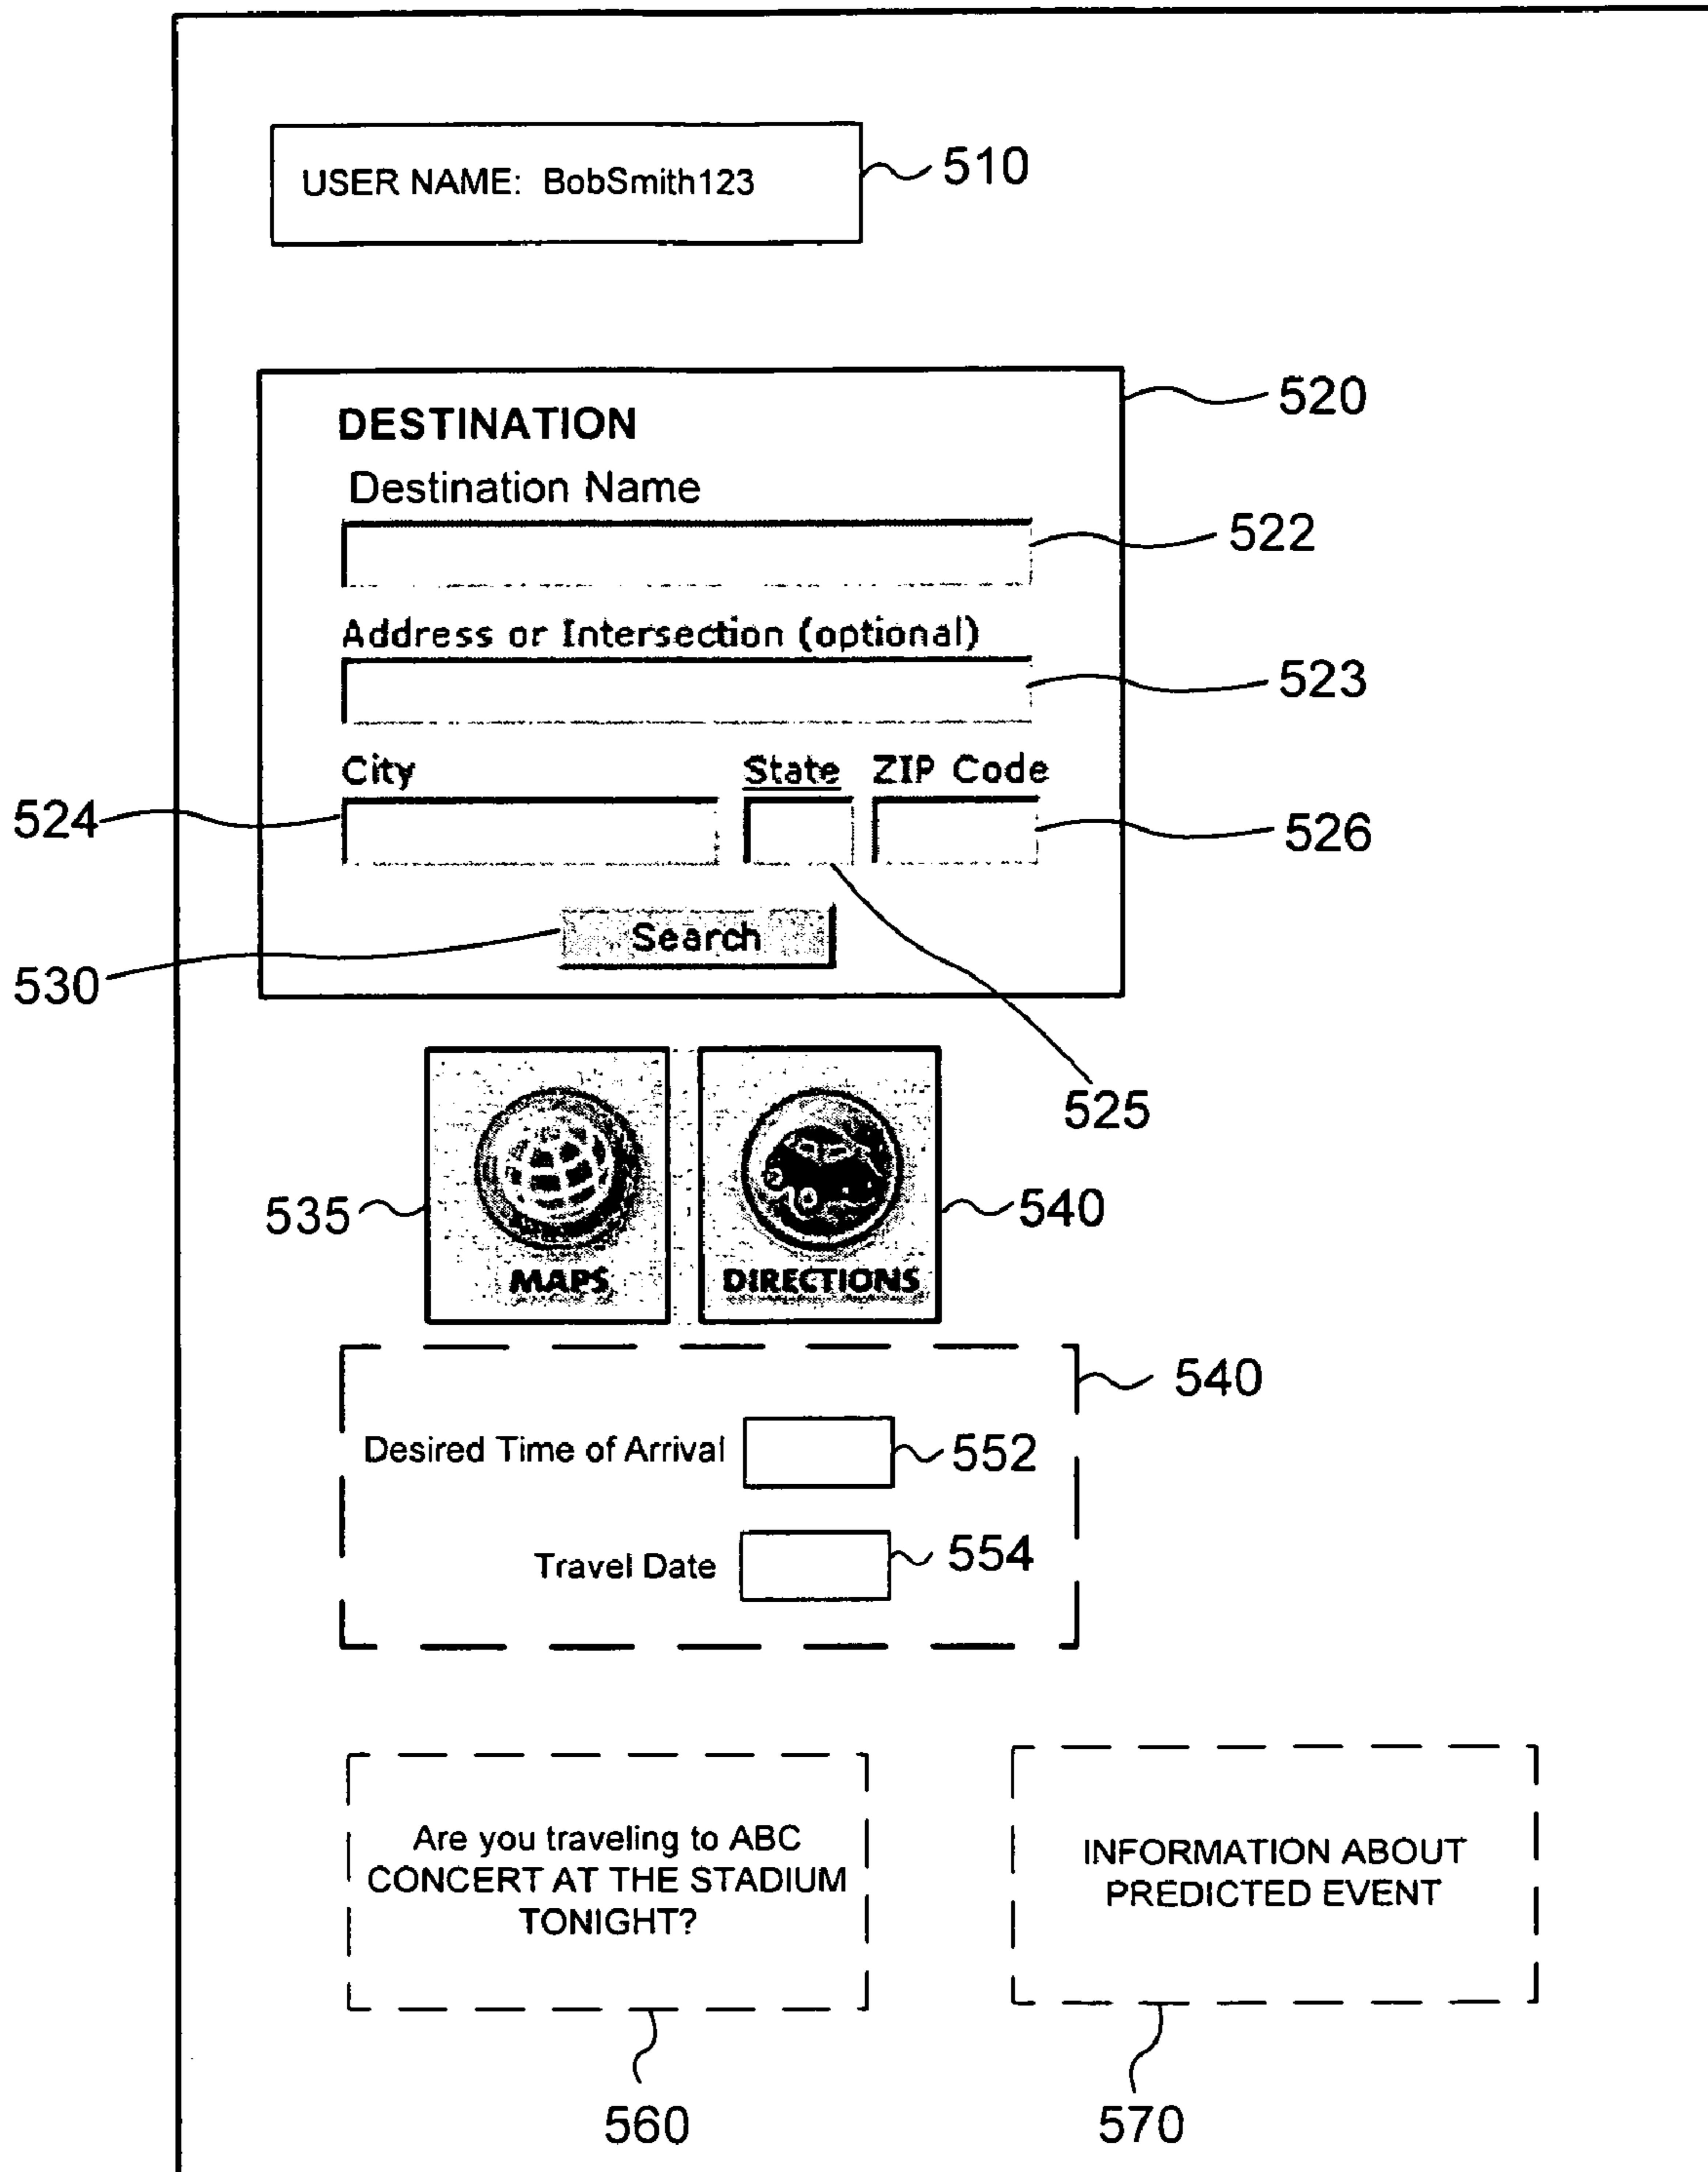 USER NAME: BobSmith123
510
520
DESTINATION
Destination Name
522
Address or Intersection (optional)
523
City State ZIP Code
524
526
Search
530
525
535
540
MAPS
DIRECTIONS
540
Desired Time of Arrival
552
Travel Date
554
Are you traveling to ABC
CONCERT AT THE STADIUM
TONIGHT?
INFORMATION ABOUT
PREDICTED EVENT
560
570